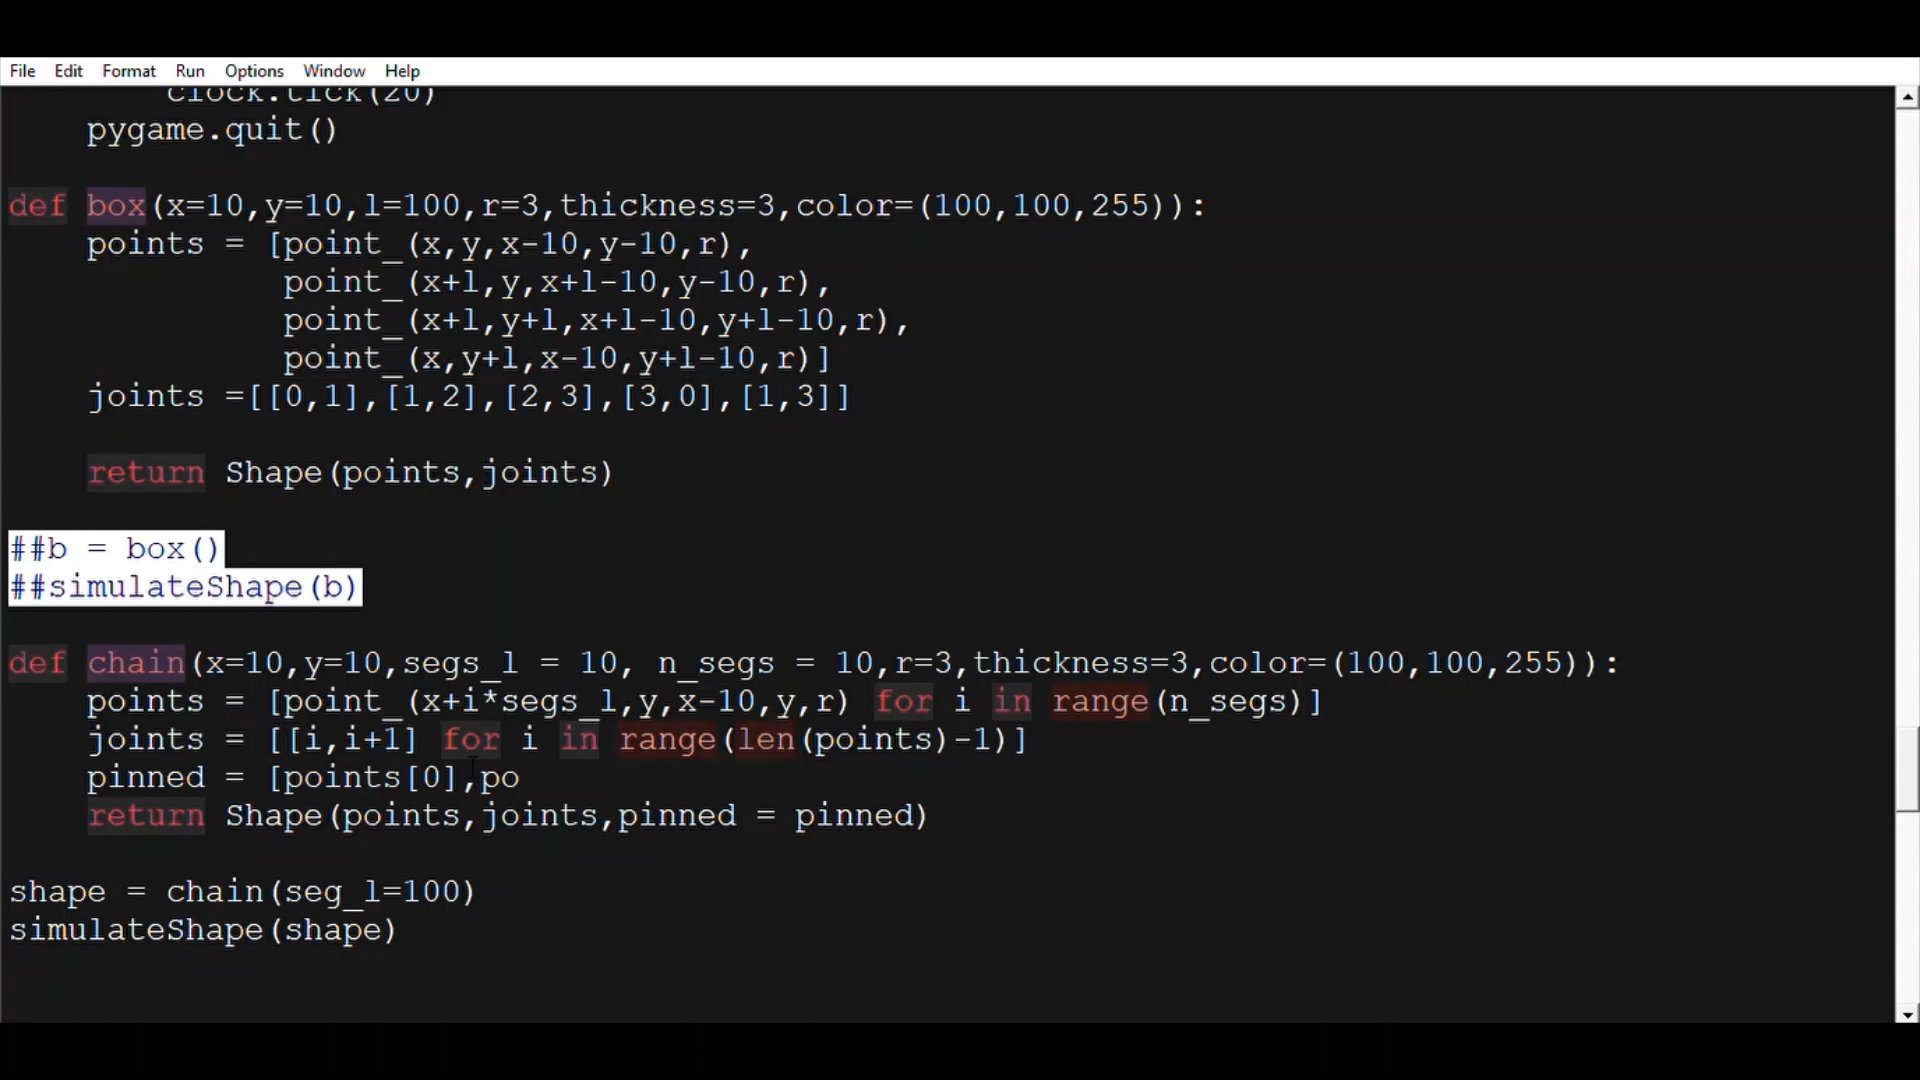 File Edit Format Run Options Window Help
clock.tick(20)
pygame.quit()
def box(x=10,y=10,l=100,r=3,thickness=3,color=(100,100,255)):
points = [point_(x,y,x-10,y-10,r),
point_(x+l,y,x+l-10,y-10,r),
point_(x+l,y+l,x+l-10,y+l-10,r),
point_(x,y+l,x-10,y+l-10,r)]
joints =[[0,1],[1,2],[2,3],[3,0],[1,3]]
return Shape(points,joints)
##b = box()
##simulateShape(b)
def chain(x=10,y=10,segs_l = 10, n_segs = 10,r=3,thickness=3,color=(100,100,255)):
points = [point_(x+i*segs_l,y,x-10,y,r) for i in range(n_segs)]
joints = [[i,i+1] for i in range(len(points)-1)]
pinned = [points[0],po
return Shape(points,joints,pinned = pinned)
shape = chain(seg_l=100)
simulateShape(shape)